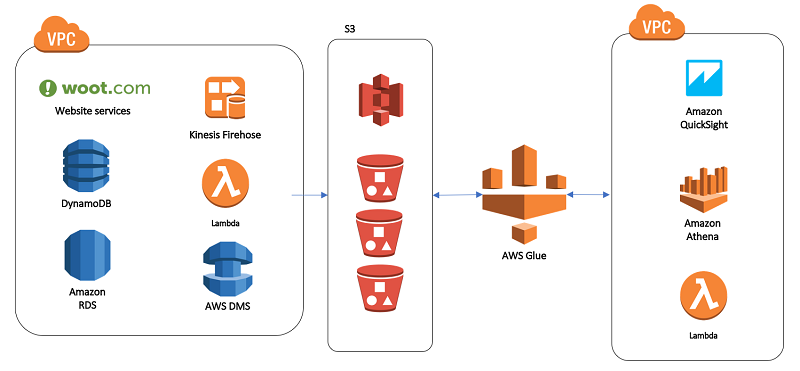 VPC
woot.com
Website services
Kinesis Firehose
DynamoDB
Lambda
Amazon
RDS
AWS DMS
S3
AWS Glue
VPC
Amazon
QuickSight
Amazon
Athena
Lambda